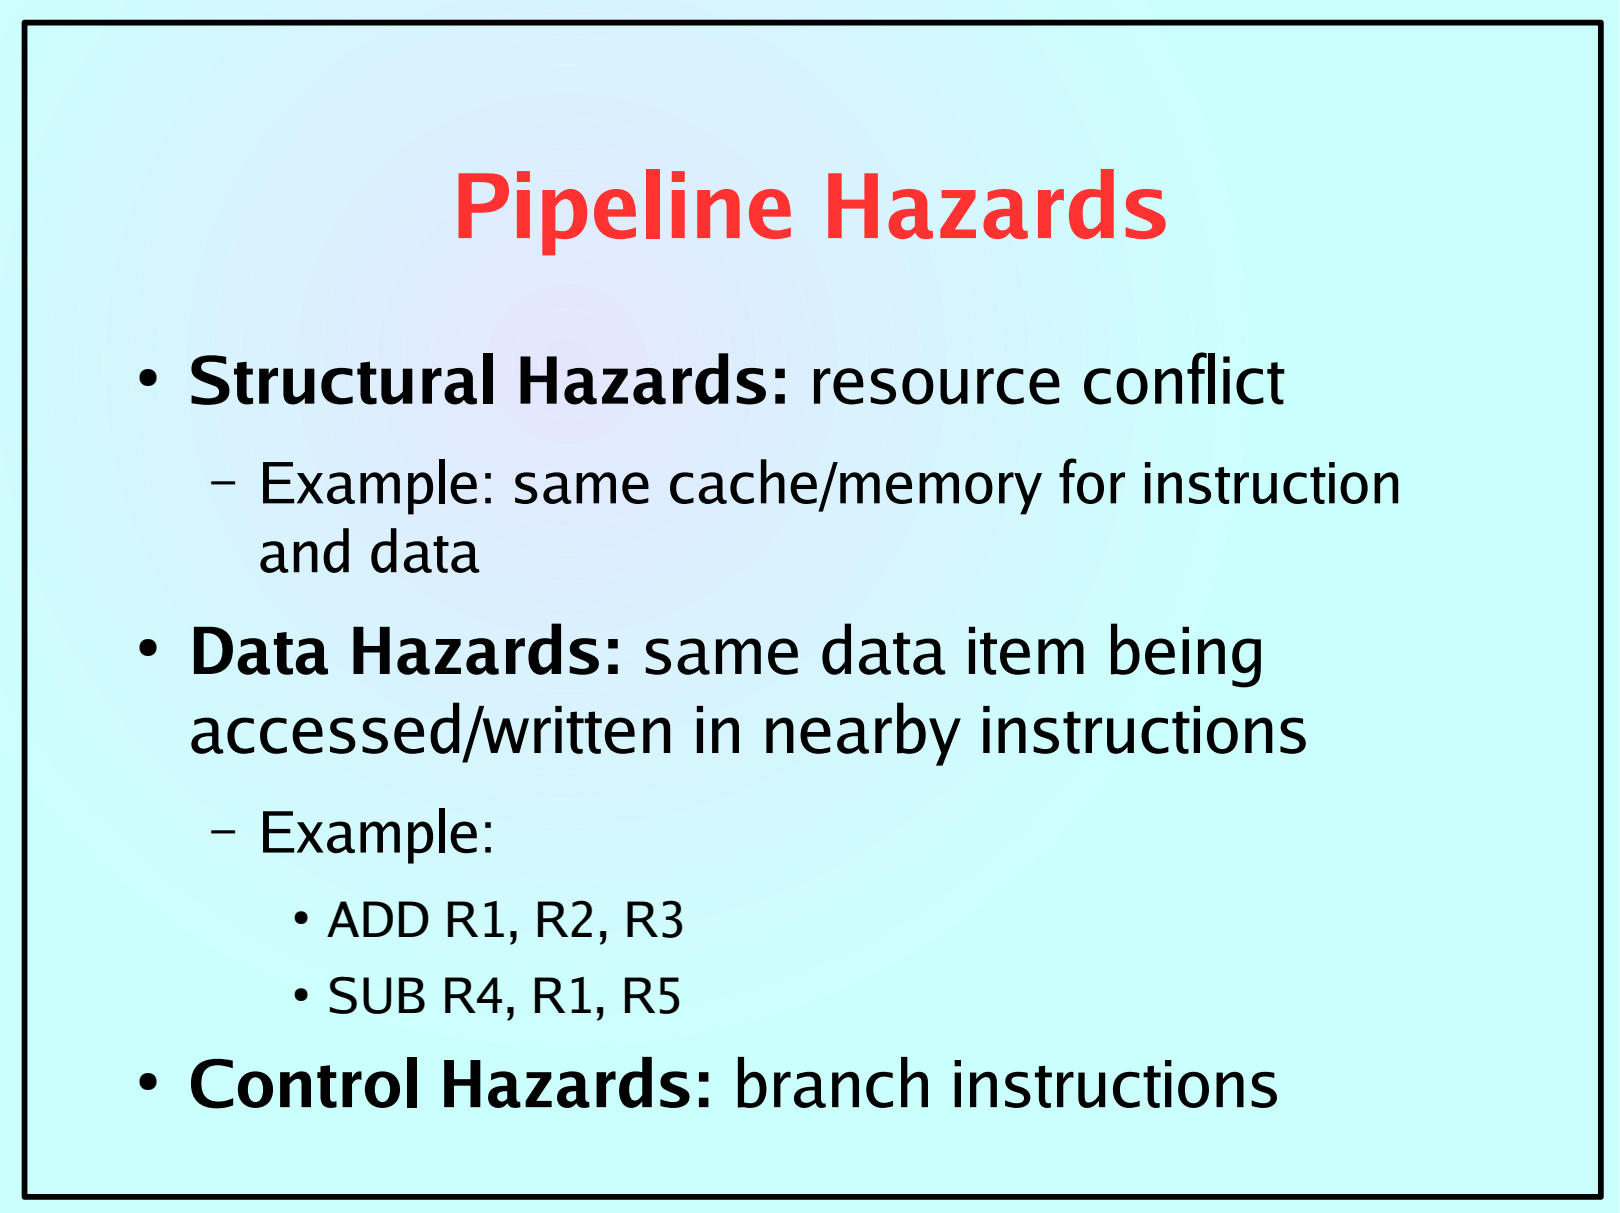 Pipeline Hazards
• Structural Hazards: resource conflict
– Example: same cache/memory for instruction
and data
• Data Hazards: same data item being
accessed/written in nearby instructions
– Example:
• ADD R1, R2, R3
• SUB R4, R1, R5
• Control Hazards: branch instructions